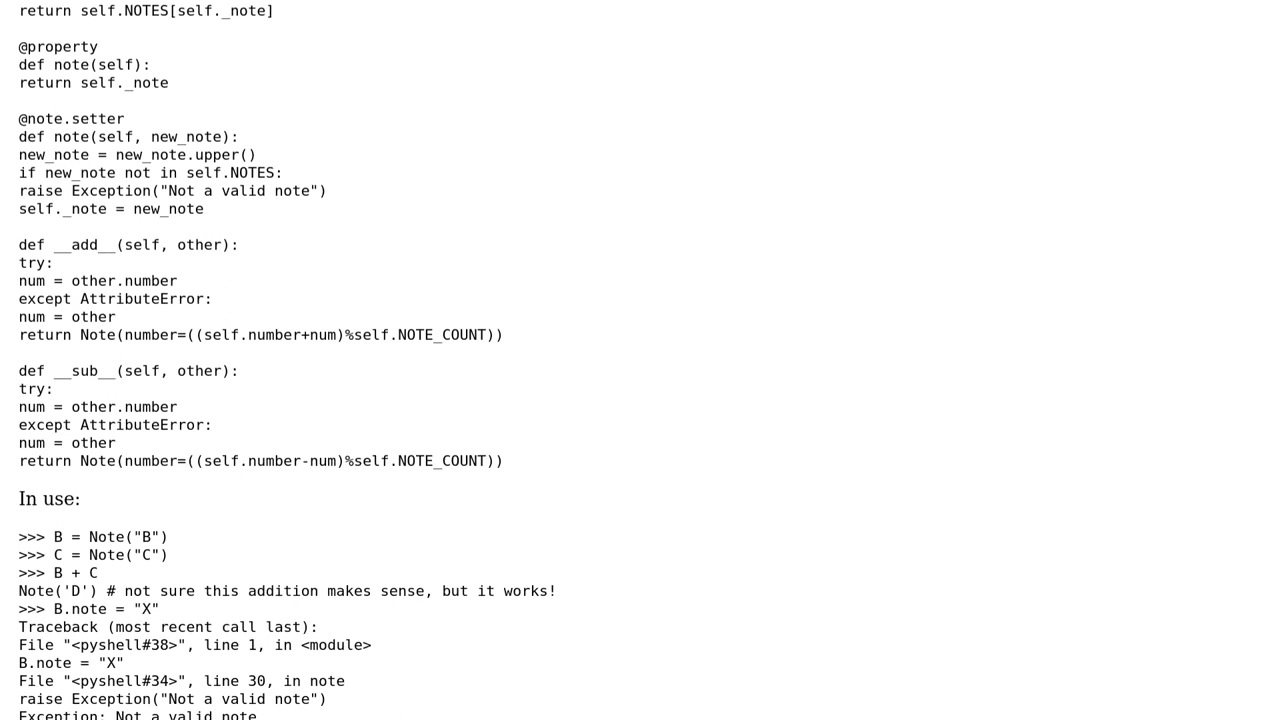 return self.NOTES[self._note]
@property
def note(self):
return self._note
@note.setter
def note(self, new_note):
new_note = new_note.upper()
if new_note not in self.NOTES:
raise Exception("Not a valid note")
self._note = new_note
def __add__(self, other):
try:
num = other.number
except AttributeError:
num = other
return Note(number=((self.number+num)%self.NOTE_COUNT))
def __sub__(self, other):
try:
num = other.number
except AttributeError:
num = other
return Note(number=((self.number-num)%self.NOTE_COUNT))
In use:
>>> B = Note("B")
>>> C = Note("C")
>>> B + C
Note('D') # not sure this addition makes sense, but it works!
>>> B.note = "X"
Traceback (most recent call last):
File "<pyshell#38>", line 1, in <module>
B.note = "X"
File "<pyshell#34>", line 30, in note
raise Exception("Not a valid note")
Exception: Not a valid note